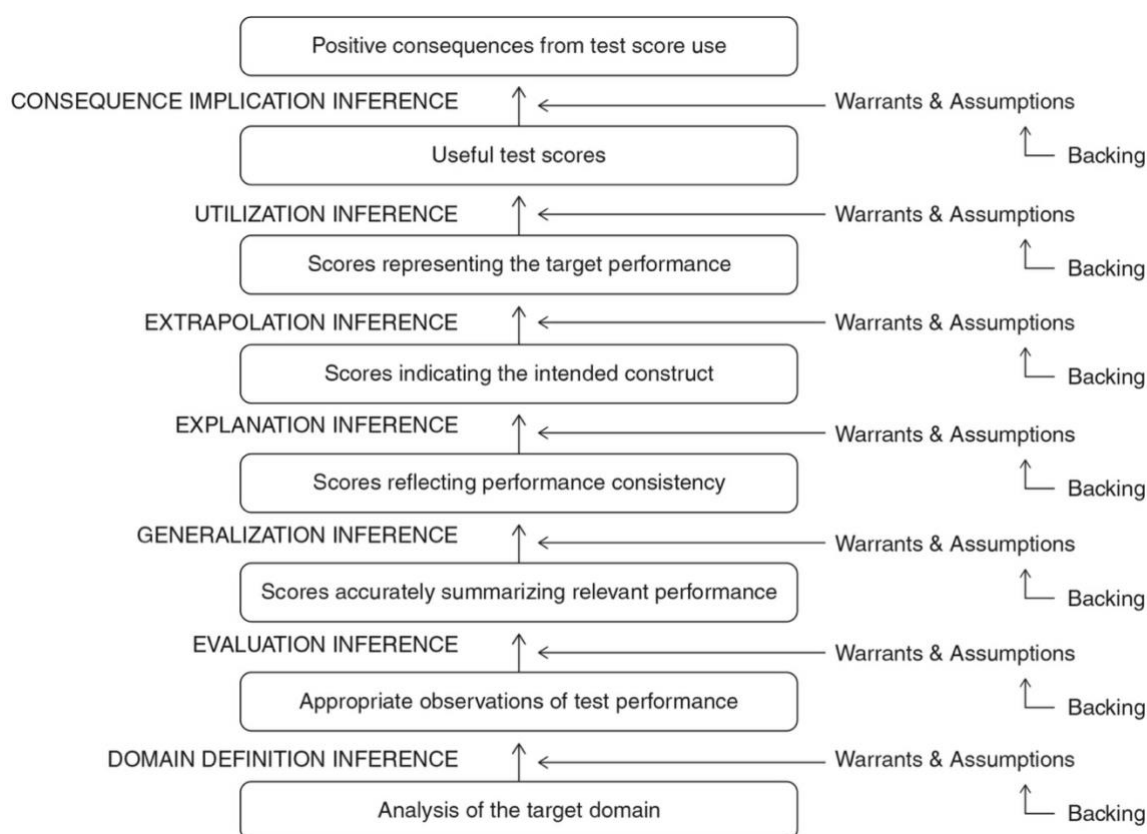 Positive consequences from test score use
CONSEQUENCE IMPLICATION INFERENCE
Warrants & Assumptions
Useful test scores
Backing
UTILIZATION INFERENCE
Warrants & Assumptions
Scores representing the target performance
Backing
EXTRAPOLATION INFERENCE
Warrants & Assumptions
Scores indicating the intended construct
Backing
EXPLANATION INFERENCE
Warrants & Assumptions
Scores reflecting performance consistency
Backing
GENERALIZATION INFERENCE
Warrants & Assumptions
Scores accurately summarizing relevant performance
Backing
EVALUATION INFERENCE
Warrants & Assumptions
Appropriate observations of test performance
Backing
DOMAIN DEFINITION INFERENCE
Warrants & Assumptions
Analysis of the target domain
Backing